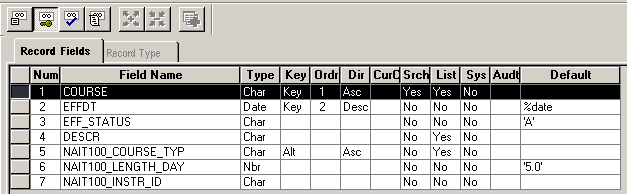 Record Fields Record Type
Num Field Name Type Key Ordr Dir CurC Srch List Sys Audt Default
1 COURSE Char Key 1 Asc Yes Yes No
2 EFFDT Date Key 2 Desc No No No %date
3 EFF_STATUS Char No No No 'A'
4 DESCR Char No Yes No
5 NAIT100_COURSE_TYP Char Alt Asc No Yes No
6 NAIT100_LENGTH_DAY Nbr No No No '5.0'
7 NAIT100_INSTR_ID Char No No No